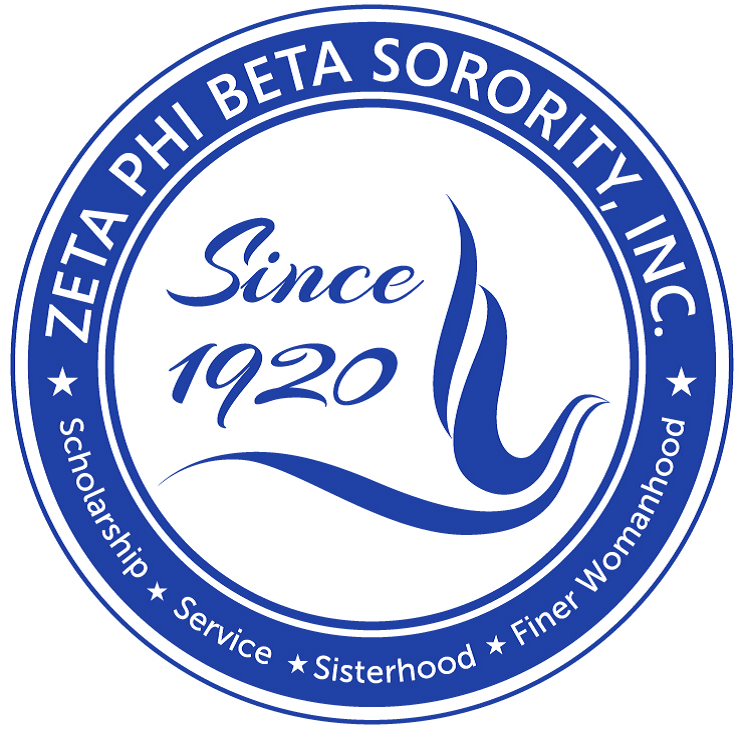 ZETA PHI BETA SORORITY, INC.
Since
1920
Scholarship ★ Service ★ Sisterhood ★ Finer Womanhood